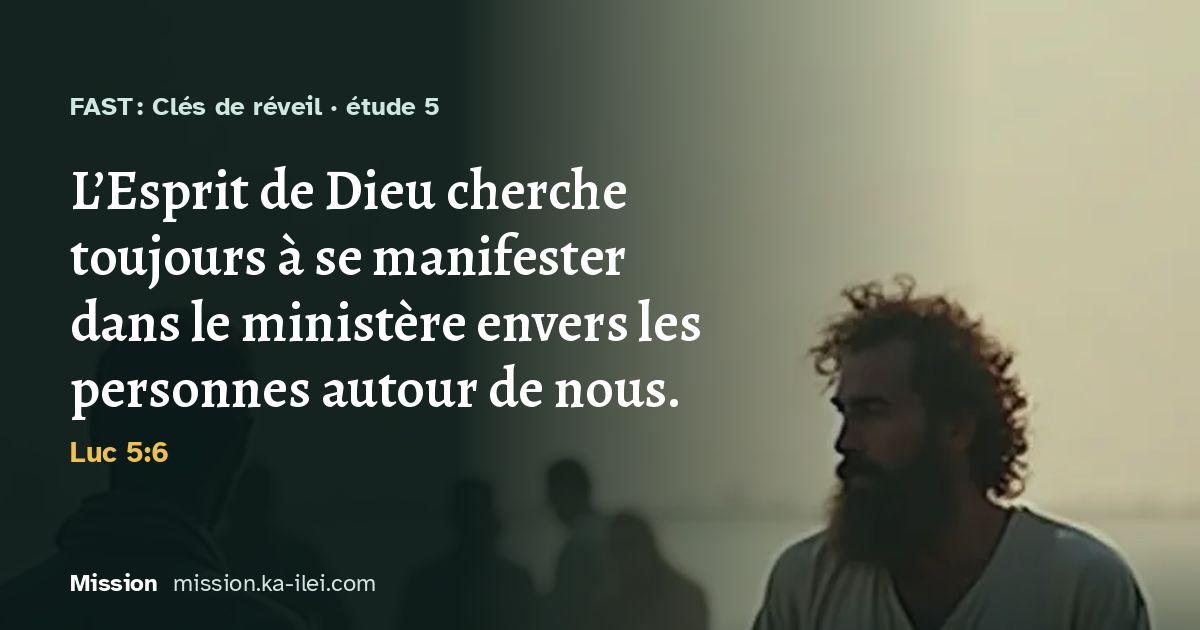 FAST: Clés de réveil · étude 5
L’Esprit de Dieu cherche
toujours à se manifester
dans le ministère envers les
personnes autour de nous.
Luc 5:6
Mission mission.ka-ilei.com